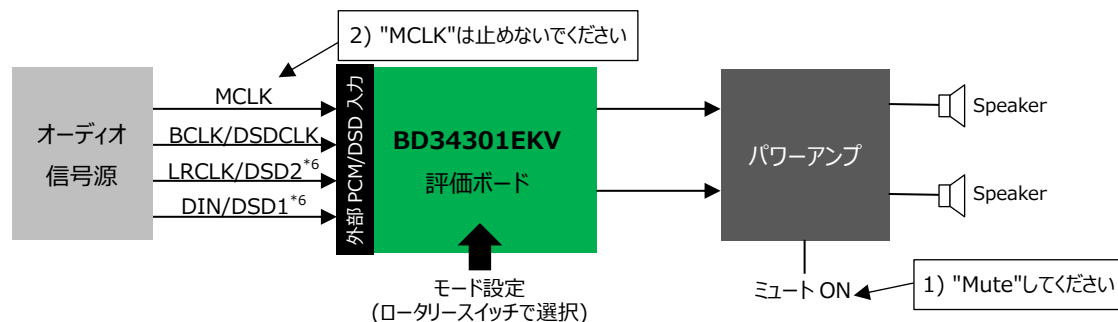 2) "MCLK"は止めないでください
オーディオ
信号源
MCLK
BCLK/DSDCLK
LRCLK/DSD2*6
DIN/DSD1*6
外部 PCM/DSD 入力
BD34301EKV
評価ボード
モード設定
(ロータリースイッチで選択)
パワーアンプ
Speaker
Speaker
ミュート ON
1) "Mute"してください